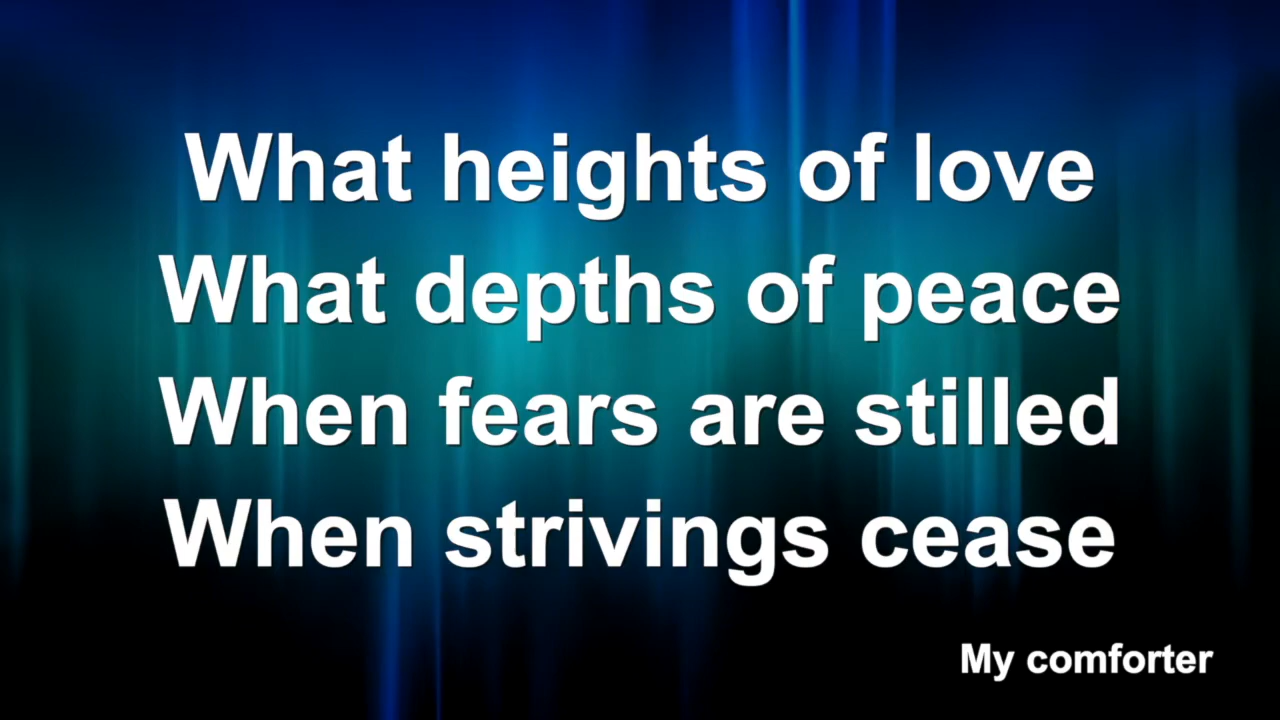 What heights of love
What depths of peace
When fears are stilled
When strivings cease
My comforter